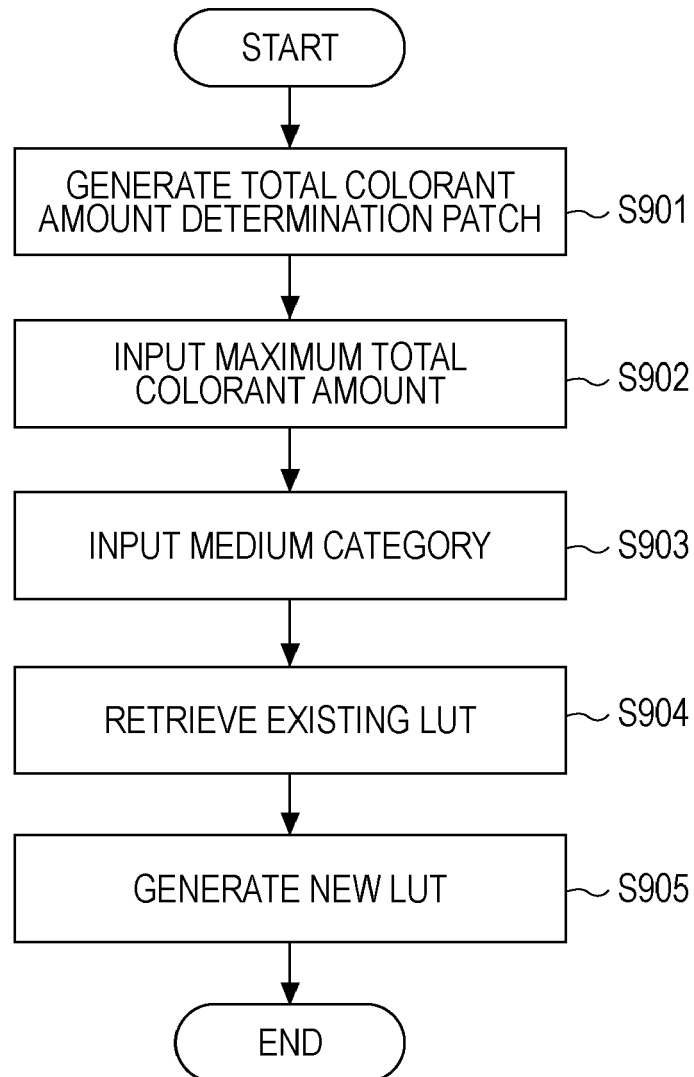 START
GENERATE TOTAL COLORANT
AMOUNT DETERMINATION PATCH
S901
INPUT MAXIMUM TOTAL
COLORANT AMOUNT
S902
INPUT MEDIUM CATEGORY
S903
RETRIEVE EXISTING LUT
S904
GENERATE NEW LUT
S905
END